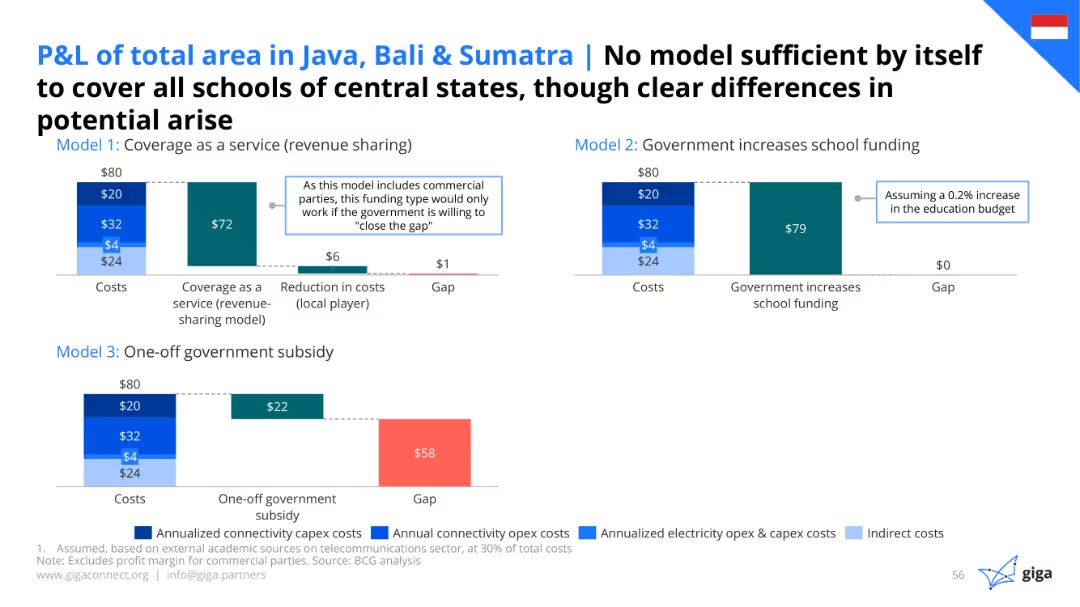 P&L of total area in Java, Bali & Sumatra | No model sufficient by itself
to cover all schools of central states, though clear differences in
potential arise
Model 1: Coverage as a service (revenue sharing)
$80
$20
$32
$4
$24
$72
$6
$1
As this model includes commercial
parties, this funding type would only
work if the government is willing to
"close the gap"
Costs
Coverage as a
service (revenue-
sharing model)
Reduction in costs
(local player)
Gap
Model 2: Government increases school funding
$80
$20
$32
$4
$24
$79
$0
Assuming a 0.2% increase
in the education budget
Costs
Government increases
school funding
Gap
Model 3: One-off government subsidy
$80
$20
$32
$4
$24
$22
$58
Costs
One-off government
subsidy
Gap
Annualized connectivity capex costs
Annual connectivity opex costs
Annualized electricity opex & capex costs
Indirect costs
1. Assumed, based on external academic sources on telecommunications sector, at 30% of total costs
Note: Excludes profit margin for commercial parties. Source: BCG analysis
www.gigaconnect.org | info@giga.partners
56
giga